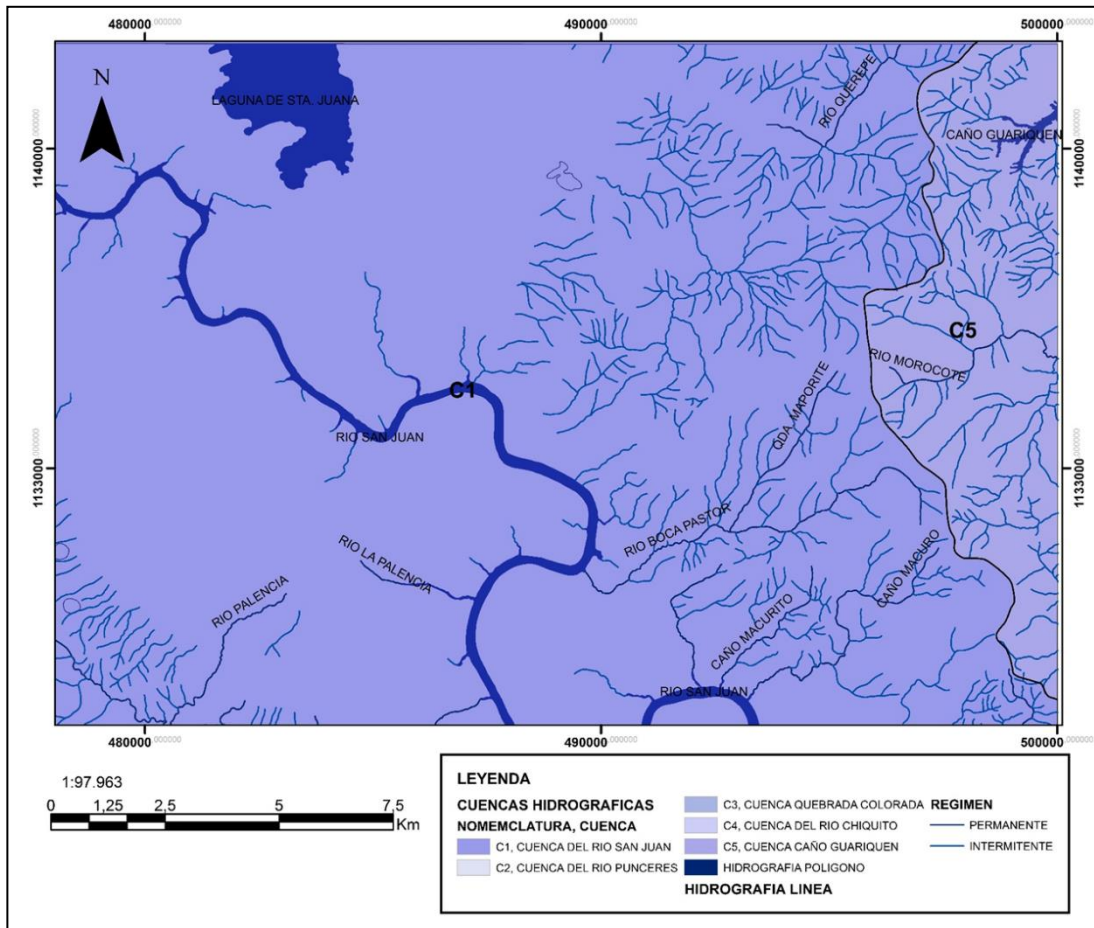 480000.000000
490000.000000
500000.000000
N
LAGUNA DE STA. JUANA
RIO QUEREPE
CAÑO GUARIQUEN
1140000.000000
1140000.000000
C5
RIO MOROCOTE
C1
QDA. MAPORITE
RIO SAN JUAN
1133000.000000
1133000.000000
RIO BOCA PASTOR
RIO LA PALENCIA
CAÑO MACURO
RIO PALENCIA
CAÑO MACURITO
RIO SAN JUAN
480000.000000
490000.000000
500000.000000
1:97.963
0 1,25 2,5 5 7,5
Km
LEYENDA
CUENCAS HIDROGRAFICAS
NOMEMCLATURA, CUENCA
C1, CUENCA DEL RIO SAN JUAN
C2, CUENCA DEL RIO PUNCERES
C3, CUENCA QUEBRADA COLORADA
C4, CUENCA DEL RIO CHIQUITO
C5, CUENCA CAÑO GUARIQUEN
HIDROGRAFIA POLIGONO
HIDROGRAFIA LINEA
REGIMEN
PERMANENTE
INTERMITENTE